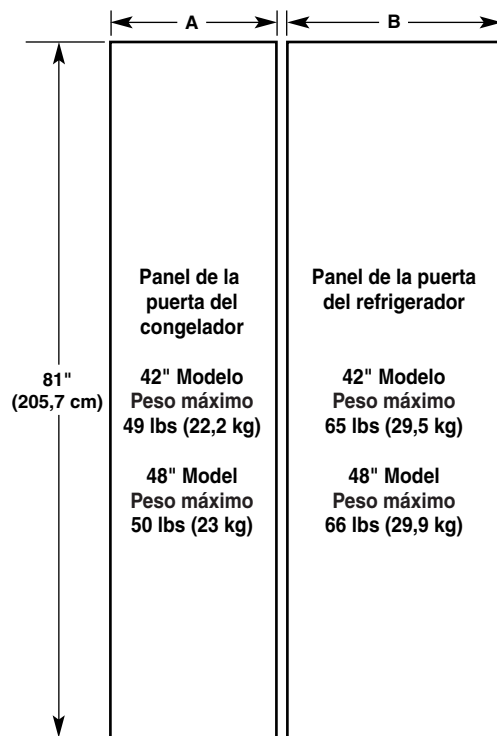 A
B
81"
(205,7 cm)
Panel de la
puerta del
congelador
42" Modelo
Peso máximo
49 lbs (22,2 kg)
48" Model
Peso máximo
50 lbs (23 kg)
Panel de la puerta
del refrigerador
42" Modelo
Peso máximo
65 lbs (29,5 kg)
48" Model
Peso máximo
66 lbs (29,9 kg)